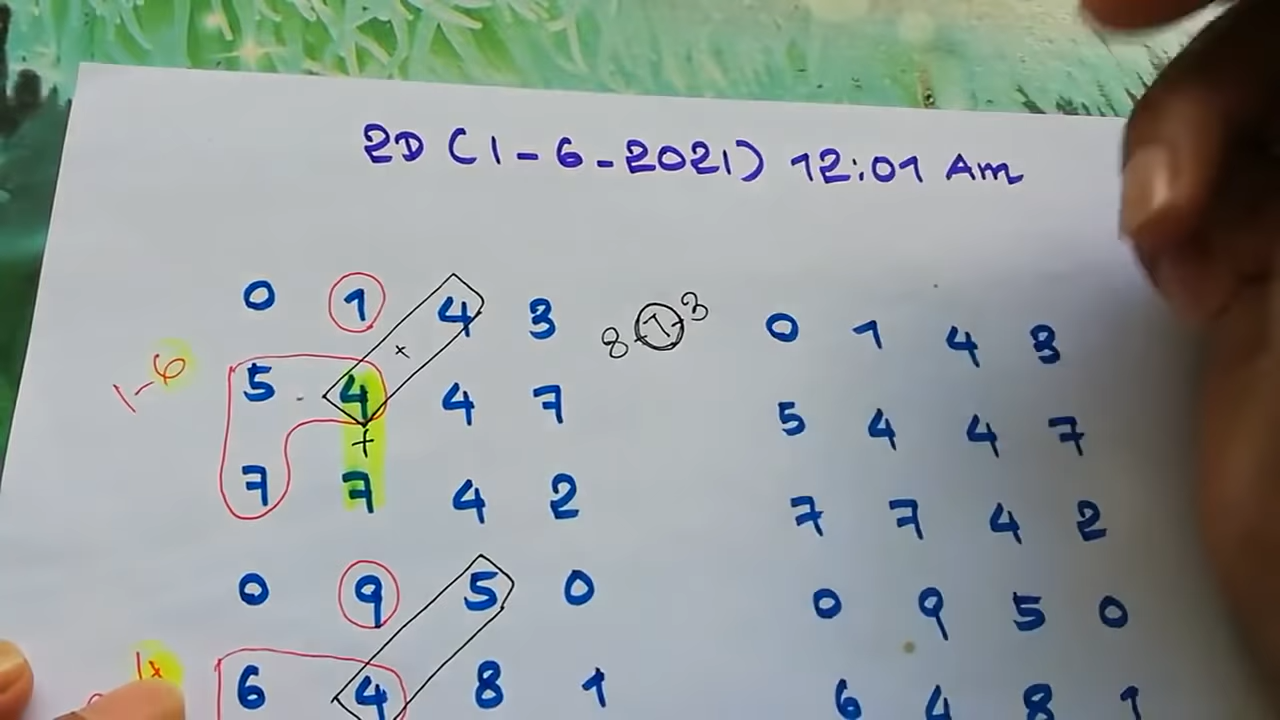 2D (1-6-2021) 12:01 Am
0 1 4 3 8 1 3 0 1 4 3
+
1-6 5 4 4 7 5 4 4 7
+
7 7 4 2 7 7 4 2
0 9 5 0 0 9 5 0
6 4 8 1 6 4 8 1